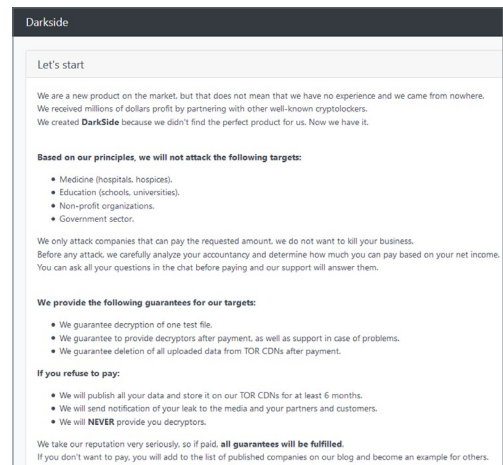 Darkside
Let's start
We are a new product on the market, but that does not mean that we have no experience and we came from nowhere.
We received millions of dollars profit by partnering with other well-known cryptolockers.
We created DarkSide because we didn't find the perfect product for us. Now we have it.
Based on our principles, we will not attack the following targets:
• Medicine (hospitals, hospices).
• Education (schools, universities).
• Non-profit organizations.
• Government sector.
We only attack companies that can pay the requested amount, we do not want to kill your business.
Before any attack, we carefully analyze your accountancy and determine how much you can pay based on your net income.
You can ask all your questions in the chat before paying and our support will answer them.
We provide the following guarantees for our targets:
• We guarantee decryption of one test file.
• We guarantee to provide decryptors after payment, as well as support in case of problems.
• We guarantee deletion of all uploaded data from TOR CDNs after payment.
If you refuse to pay:
• We will publish all your data and store it on our TOR CDNs for at least 6 months.
• We will send notification of your leak to the media and your partners and customers.
• We will NEVER provide you decryptors.
We take our reputation very seriously, so if paid, all guarantees will be fulfilled.
If you don't want to pay, you will add to the list of published companies on our blog and become an example for others.